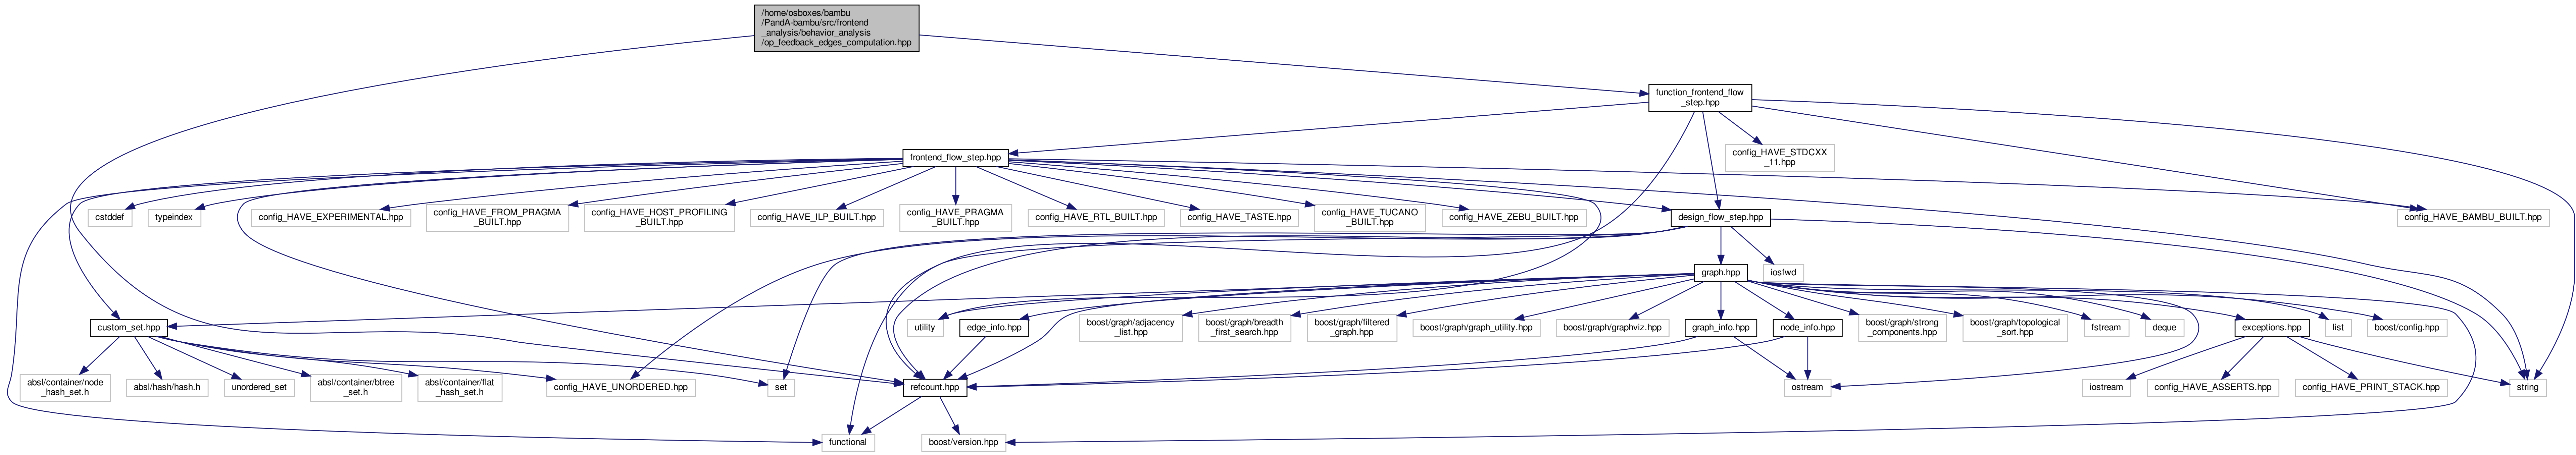 /home/osboxes/bambu
/PandA-bambu/src/frontend
_analysis/behavior_analysis
/op_feedback_edges_computation.hpp
function_frontend_flow
_step.hpp
frontend_flow_step.hpp
config_HAVE_STDCXX
_11.hpp
cstddef
typeindex
config_HAVE_EXPERIMENTAL.hpp
config_HAVE_FROM_PRAGMA
_BUILT.hpp
config_HAVE_HOST_PROFILING
_BUILT.hpp
config_HAVE_ILP_BUILT.hpp
config_HAVE_PRAGMA
_BUILT.hpp
config_HAVE_RTL_BUILT.hpp
config_HAVE_TASTE.hpp
config_HAVE_TUCANO
_BUILT.hpp
config_HAVE_ZEBU_BUILT.hpp
design_flow_step.hpp
config_HAVE_BAMBU_BUILT.hpp
graph.hpp
iosfwd
custom_set.hpp
utility
edge_info.hpp
boost/graph/adjacency
_list.hpp
boost/graph/breadth
_first_search.hpp
boost/graph/filtered
_graph.hpp
boost/graph/graph_utility.hpp
boost/graph/graphviz.hpp
graph_info.hpp
node_info.hpp
boost/graph/strong
_components.hpp
boost/graph/topological
_sort.hpp
fstream
deque
exceptions.hpp
list
boost/config.hpp
absl/container/node
_hash_set.h
absl/hash/hash.h
unordered_set
absl/container/btree
_set.h
absl/container/flat
_hash_set.h
config_HAVE_UNORDERED.hpp
set
refcount.hpp
ostream
iostream
config_HAVE_ASSERTS.hpp
config_HAVE_PRINT_STACK.hpp
string
functional
boost/version.hpp